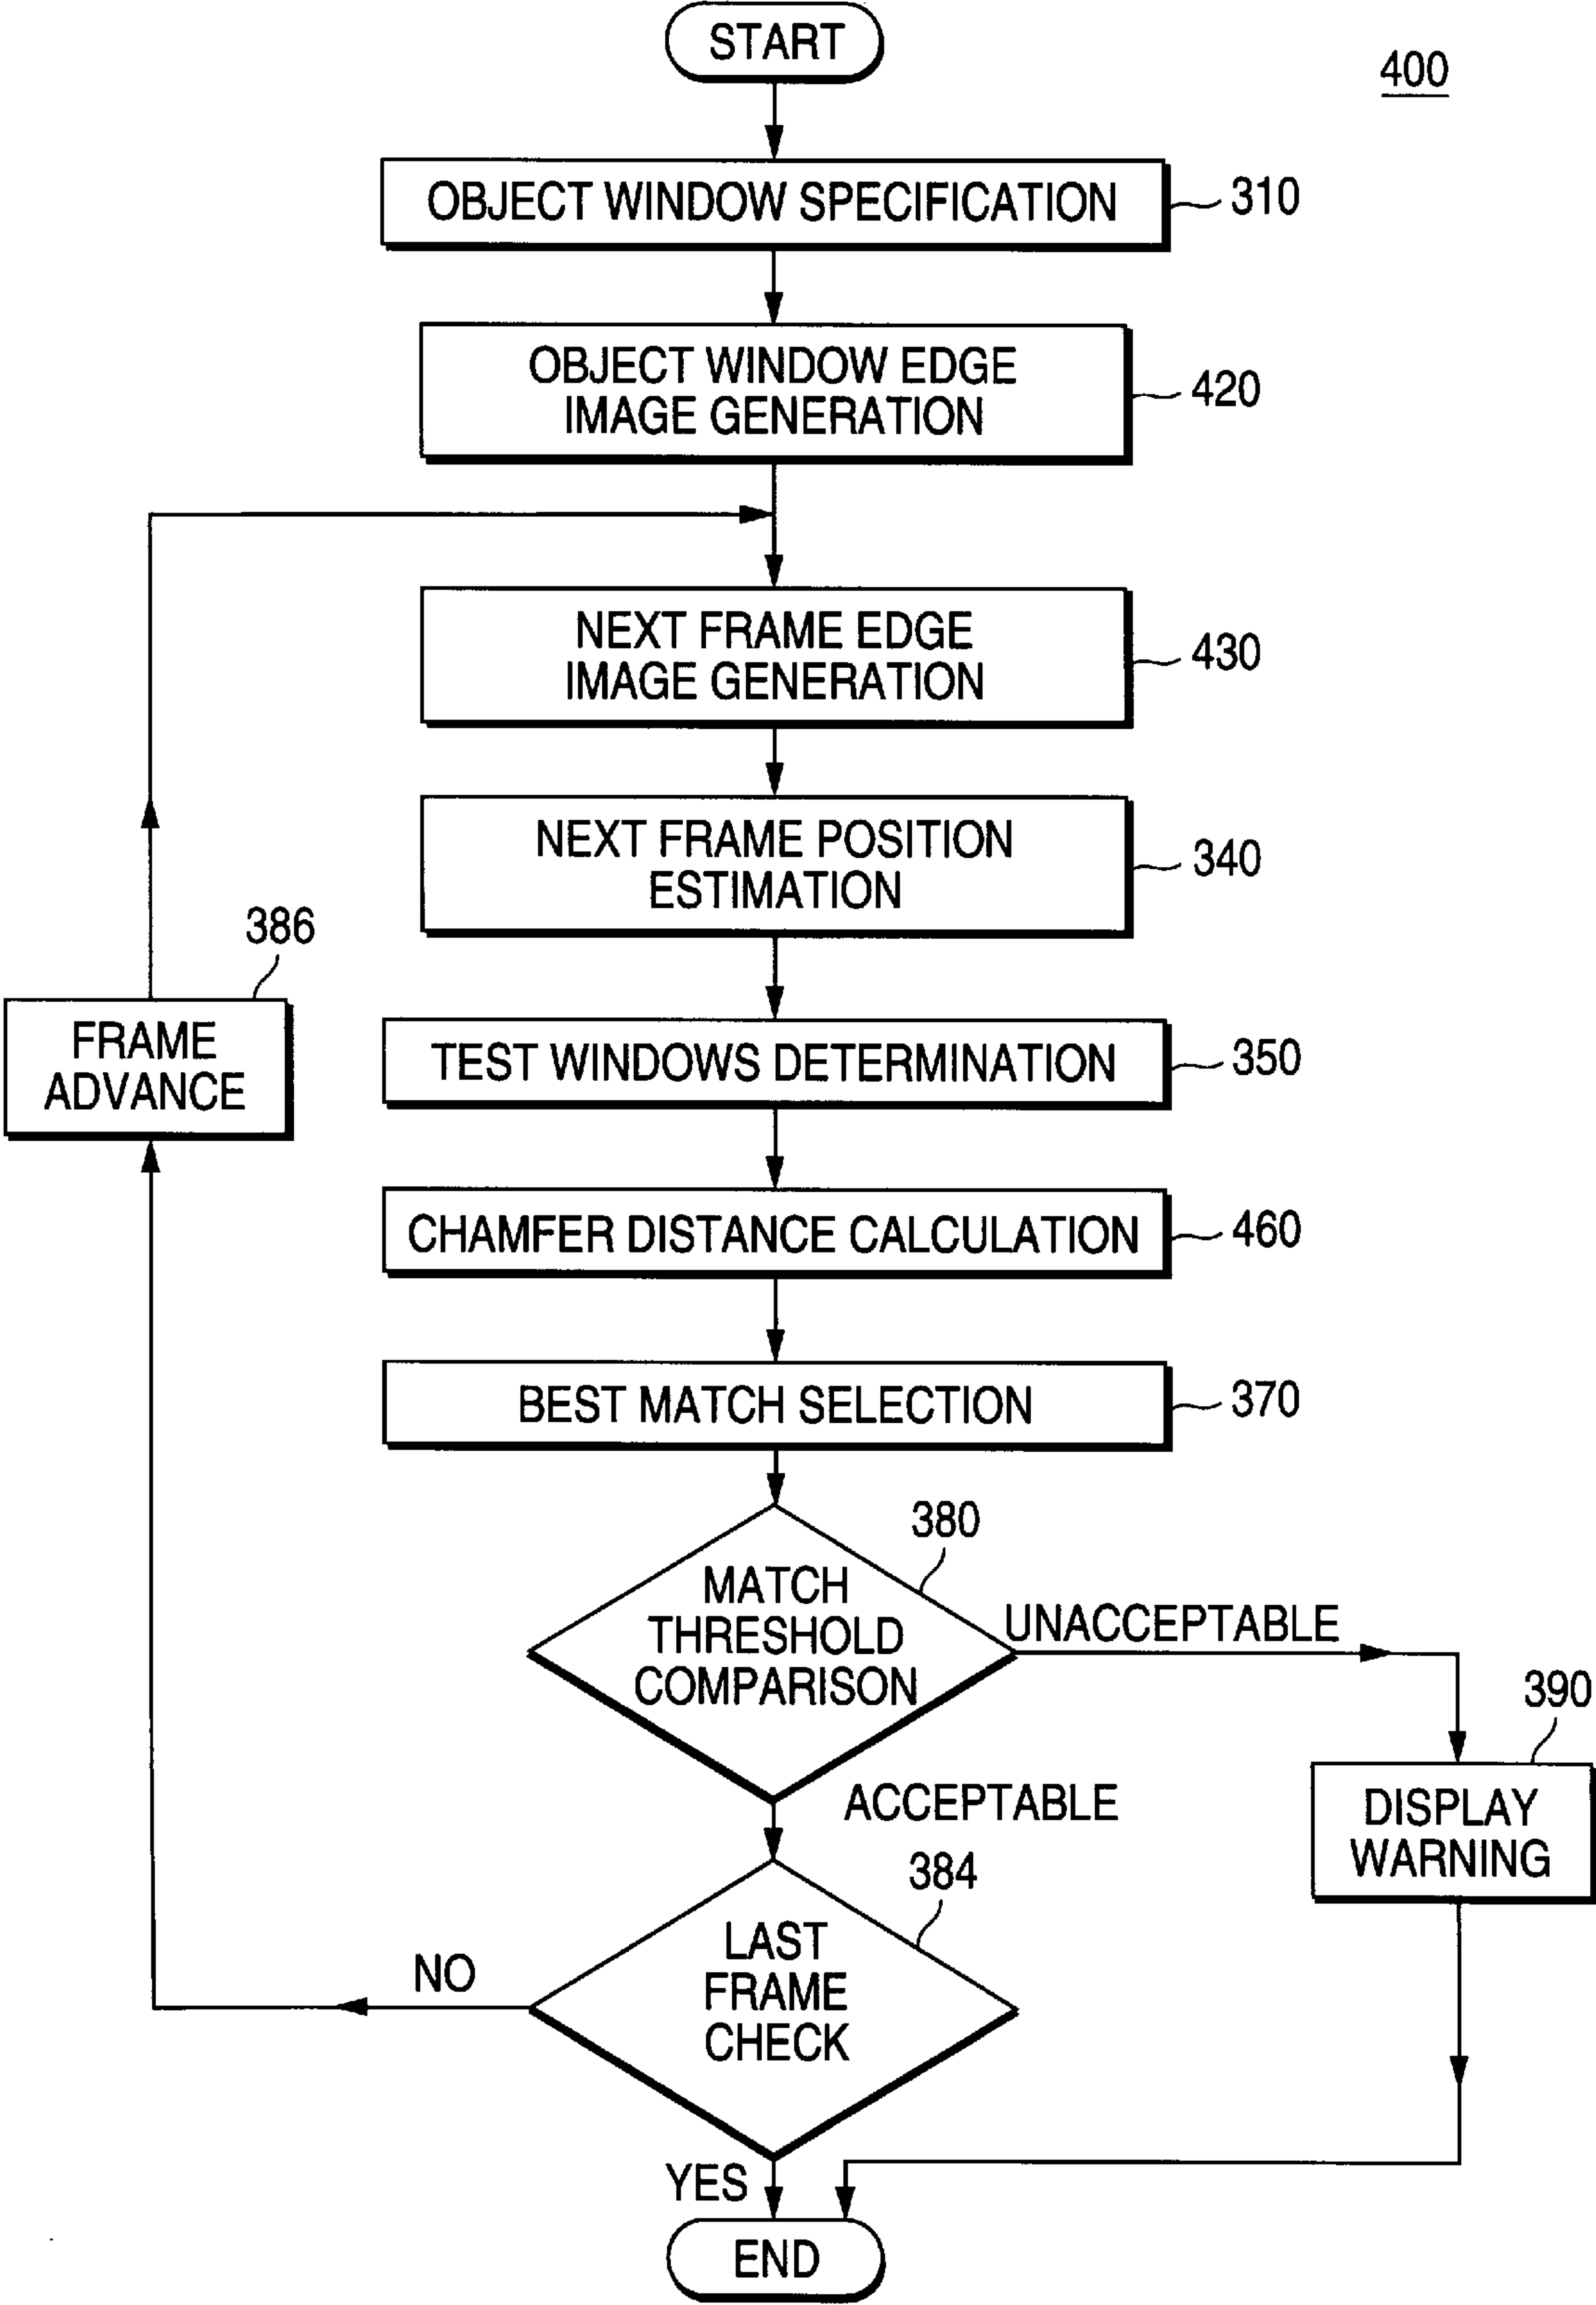 START
400
OBJECT WINDOW SPECIFICATION
310
OBJECT WINDOW EDGE
IMAGE GENERATION
420
NEXT FRAME EDGE
IMAGE GENERATION
430
NEXT FRAME POSITION
ESTIMATION
340
386
FRAME
ADVANCE
TEST WINDOWS DETERMINATION
350
CHAMFER DISTANCE CALCULATION
460
BEST MATCH SELECTION
370
380
MATCH
THRESHOLD
COMPARISON
UNACCEPTABLE
390
DISPLAY
WARNING
ACCEPTABLE
384
LAST
FRAME
CHECK
NO
YES
END